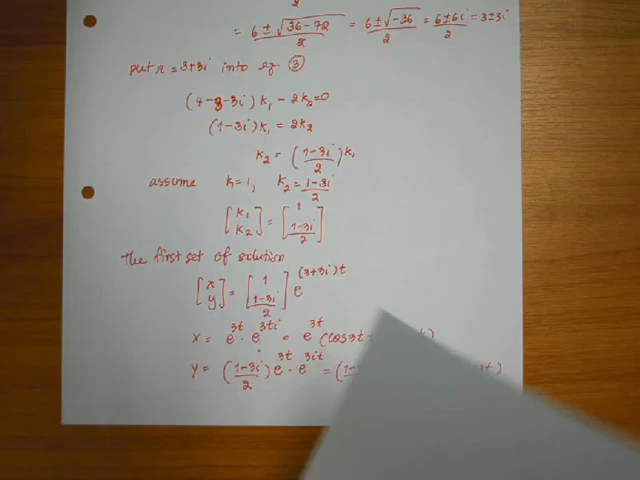 = 6 ± √36 - 72 / 2 = 6 ± √-36 / 2 = 6 ± 6i / 2 = 3 ± 3i
put r = 3+3i into eq. ③
(4-3-3i) k₁ - 2k₂ = 0
(1-3i) k₁ = 2k₂
k₂ = (1-3i / 2) k₁
assume k₁ = 1, k₂ = 1-3i / 2
[k₁ k₂] = [1 1-3i / 2]
The first set of solution
[x y] = [1 1-3i / 2] e^(3+3i)t
x = e^3t · e^3ti = e^3t (cos3t
y = (1-3i / 2) e^3t · e^3it = (1-